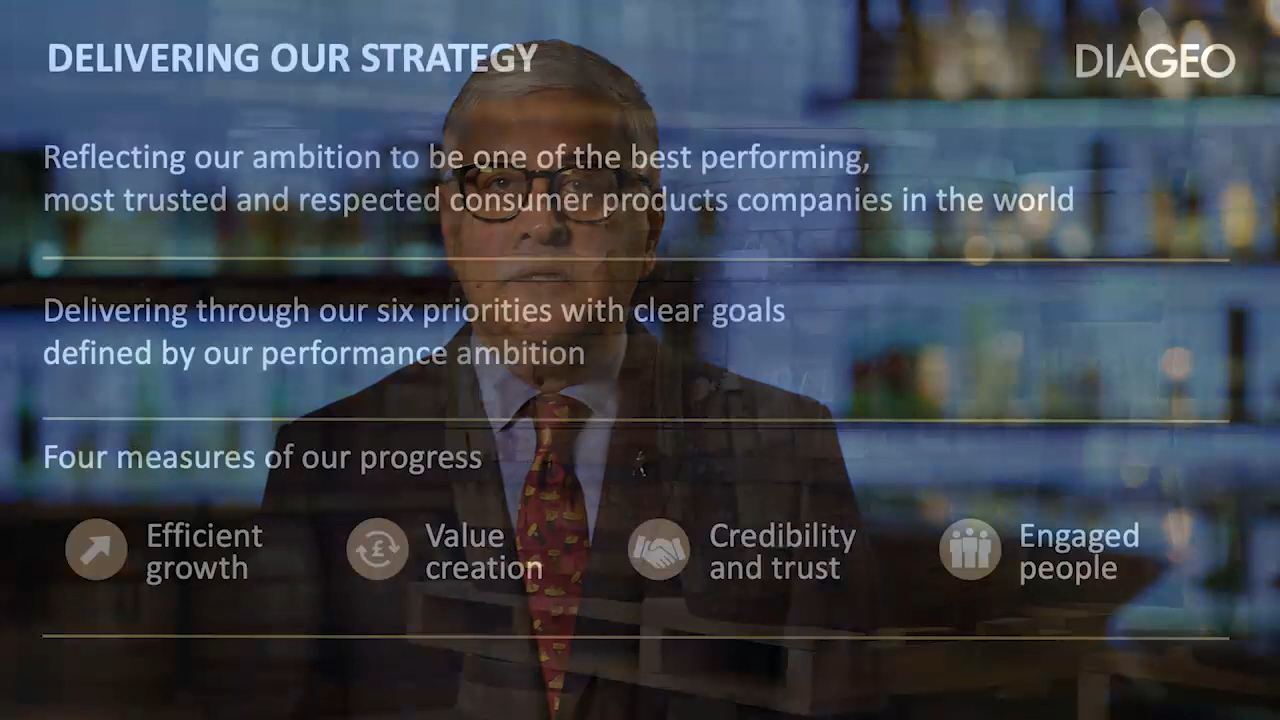 DELIVERING OUR STRATEGY
DIAGEO
Reflecting our ambition to be one of the best performing,
most trusted and respected consumer products companies in the world
Delivering through our six priorities with clear goals
defined by our performance ambition
Four measures of our progress
Efficient
growth
£
Value
creation
Credibility
and trust
Engaged
people